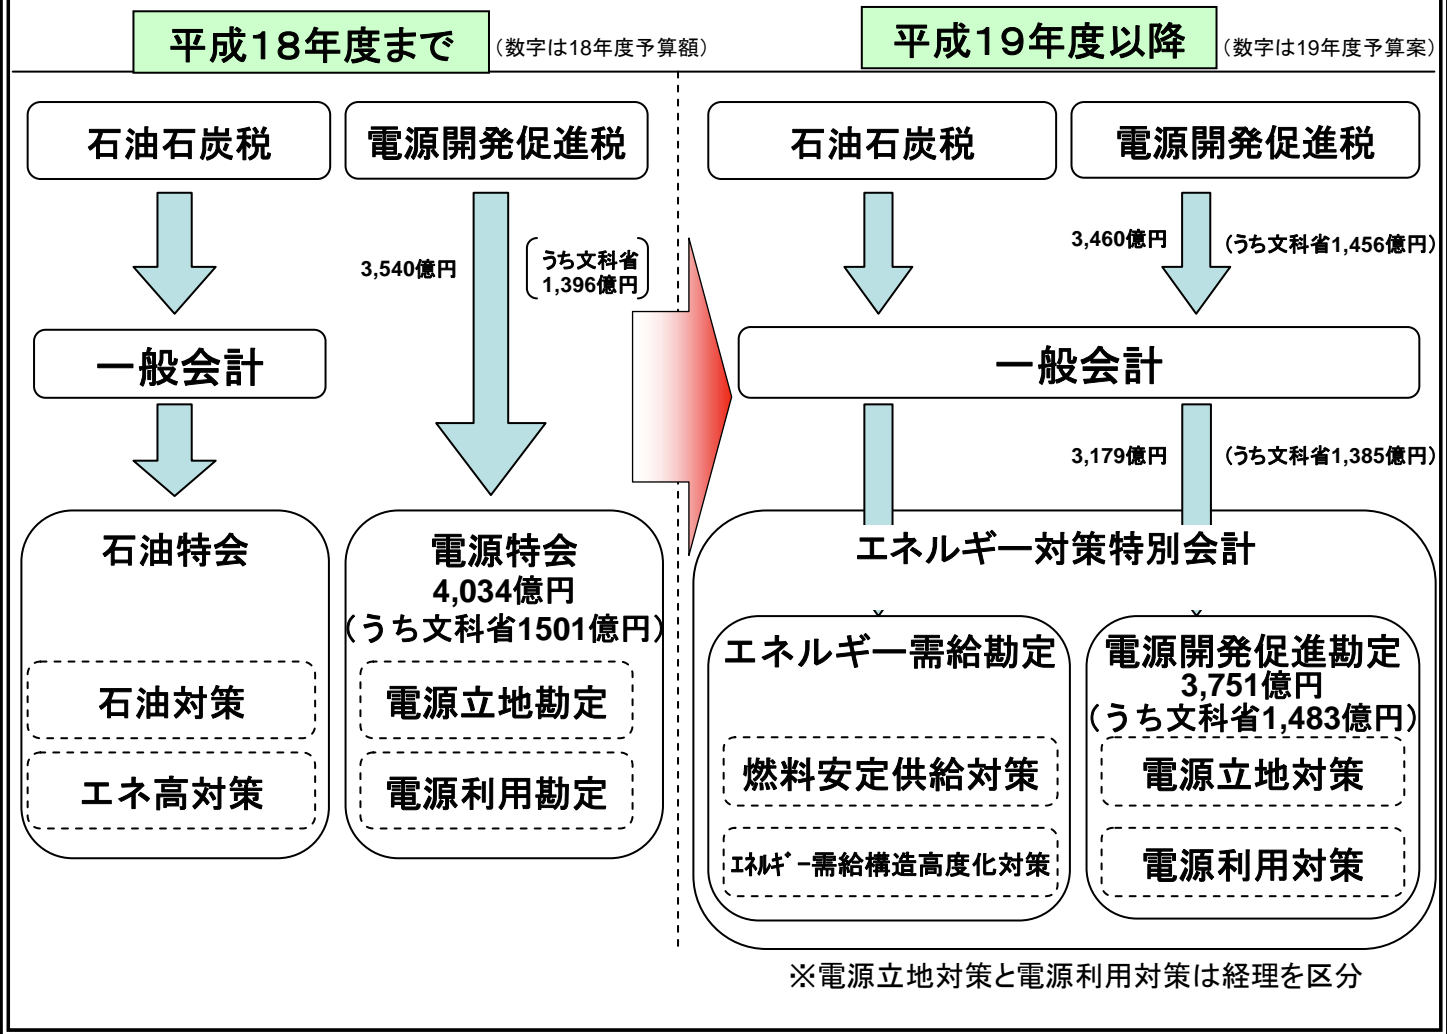 平成18年度まで
（数字は18年度予算額）
石油石炭税
電源開発促進税
3,540億円
うち文科省
1,396億円
一般会計
石油特会
石油対策
エネ高対策
電源特会
4,034億円
（うち文科省1501億円）
電源立地勘定
電源利用勘定
平成19年度以降
（数字は19年度予算案）
石油石炭税
電源開発促進税
3,460億円
（うち文科省1,456億円）
一般会計
3,179億円
（うち文科省1,385億円）
エネルギー対策特別会計
エネルギー需給勘定
燃料安定供給対策
ｴﾈﾙｷﾞｰ需給構造高度化対策
電源開発促進勘定
3,751億円
（うち文科省1,483億円）
電源立地対策
電源利用対策
※電源立地対策と電源利用対策は経理を区分